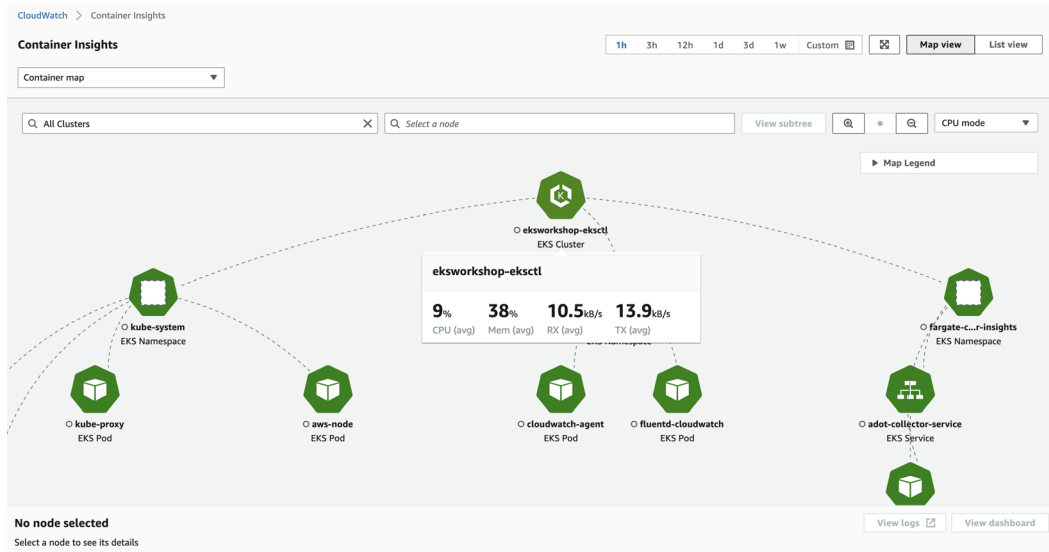 CloudWatch > Container Insights
Container Insights
1h 3h 12h 1d 3d 1w Custom
Map view List view
Container map
All Clusters
Select a node
View subtree
CPU mode
Map Legend
eksworkshop-eksctl
EKS Cluster
eksworkshop-eksctl
9% 38% 10.5kB/s 13.9kB/s
CPU (avg) Mem (avg) RX (avg) TX (avg)
kube-system
EKS Namespace
EKS Namespace
fargate-c...r-insights
EKS Namespace
kube-proxy
EKS Pod
aws-node
EKS Pod
cloudwatch-agent
EKS Pod
fluentd-cloudwatch
EKS Pod
adot-collector-service
EKS Service
No node selected
Select a node to see its details
View logs
View dashboard